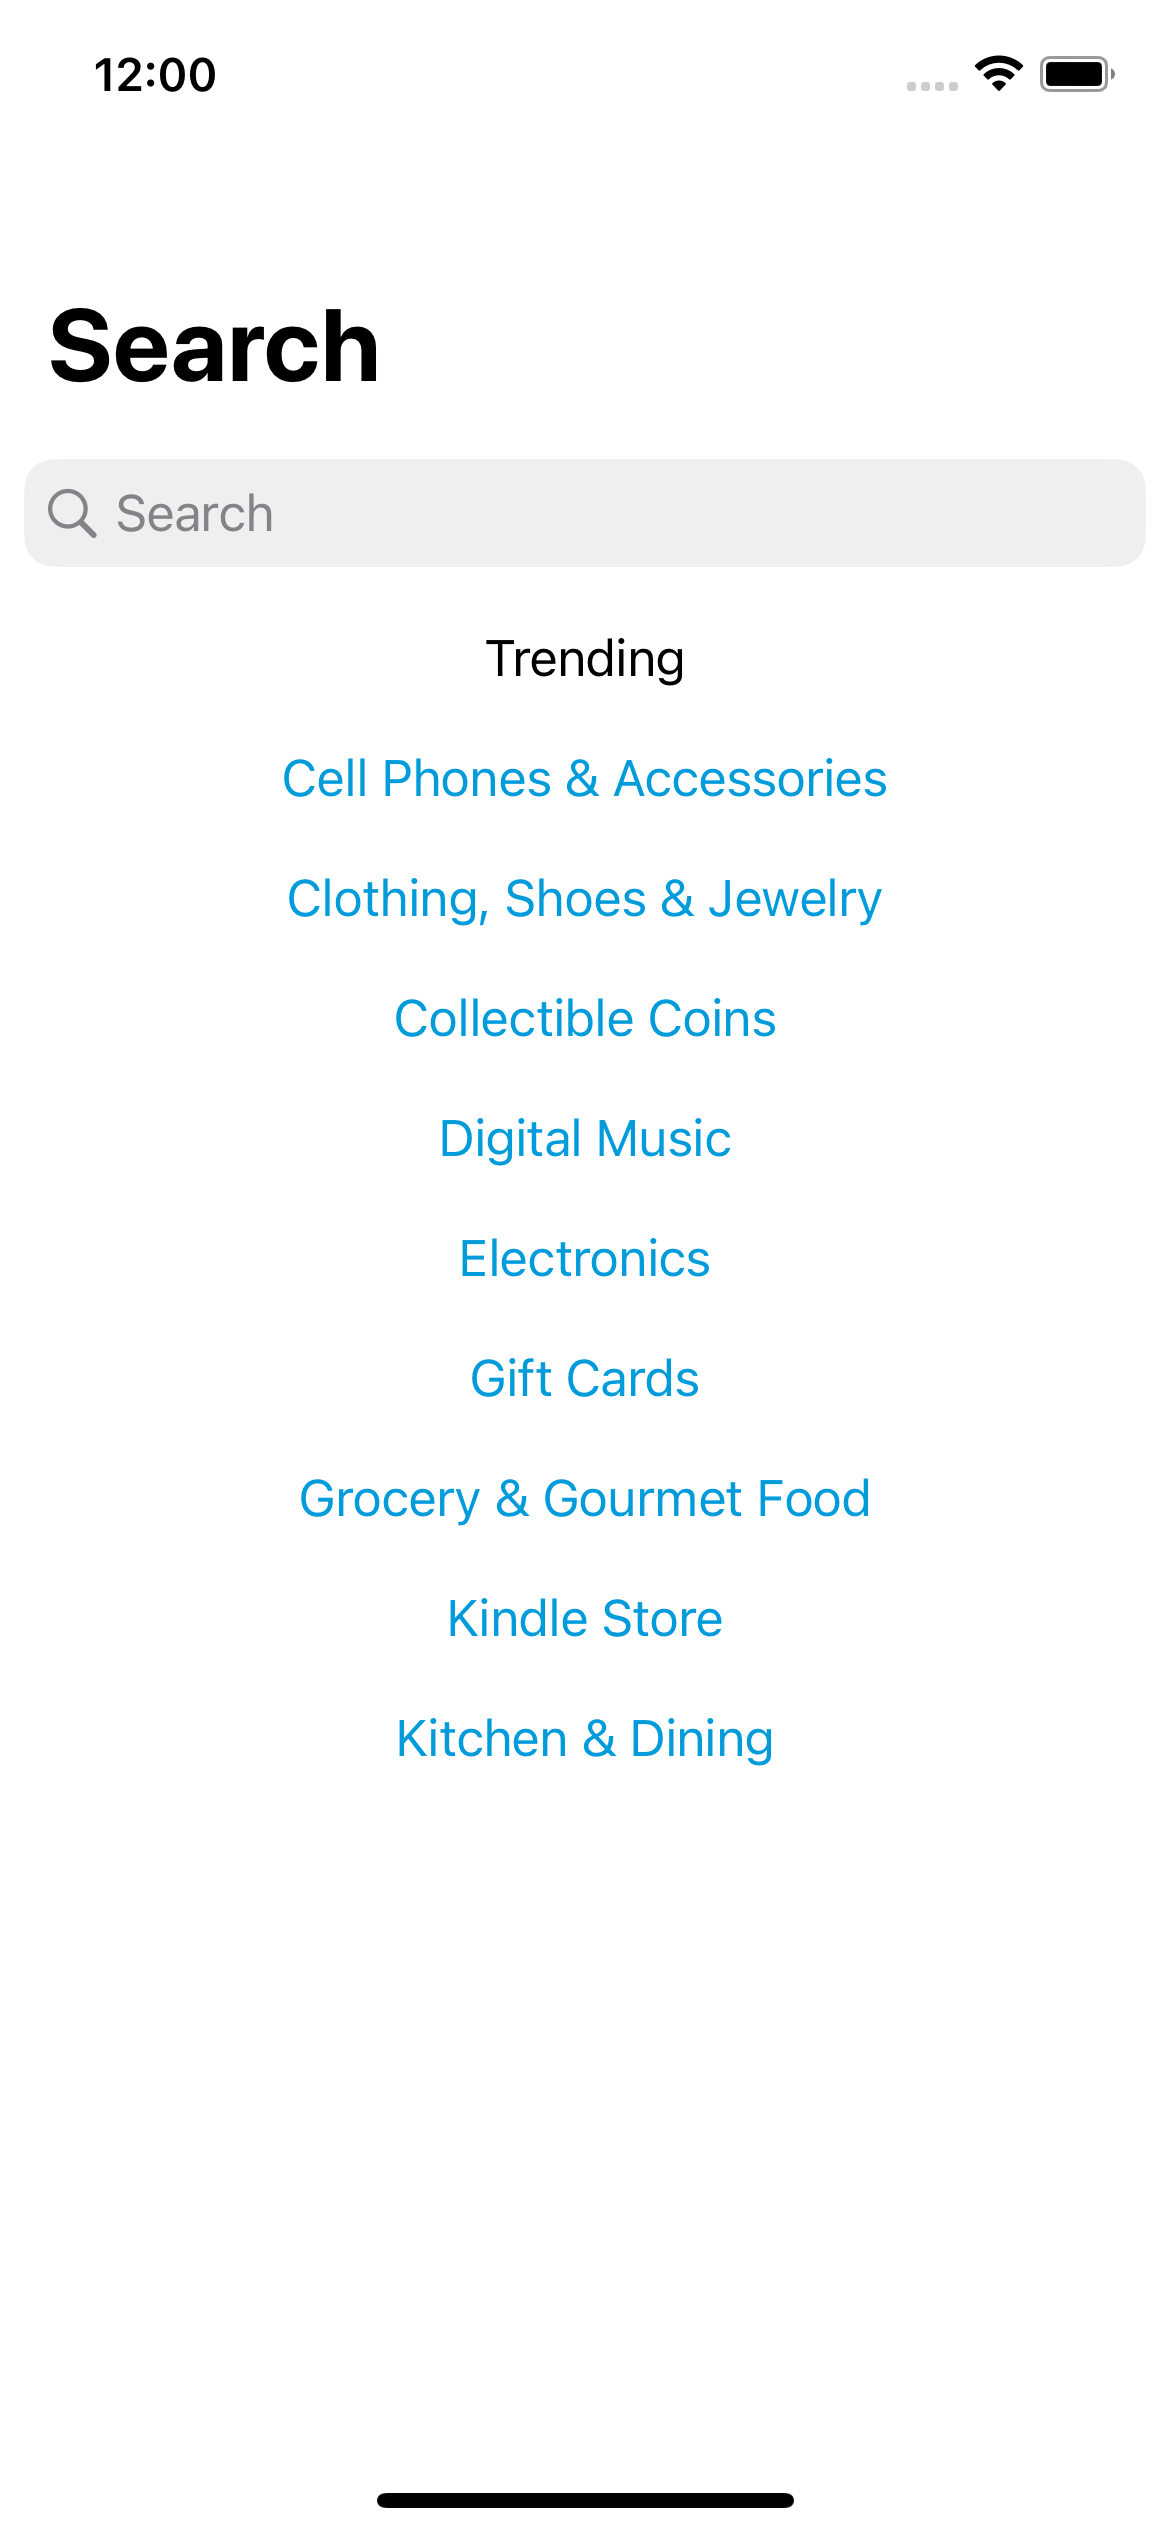 12:00
Search
Search
Trending
Cell Phones & Accessories
Clothing, Shoes & Jewelry
Collectible Coins
Digital Music
Electronics
Gift Cards
Grocery & Gourmet Food
Kindle Store
Kitchen & Dining